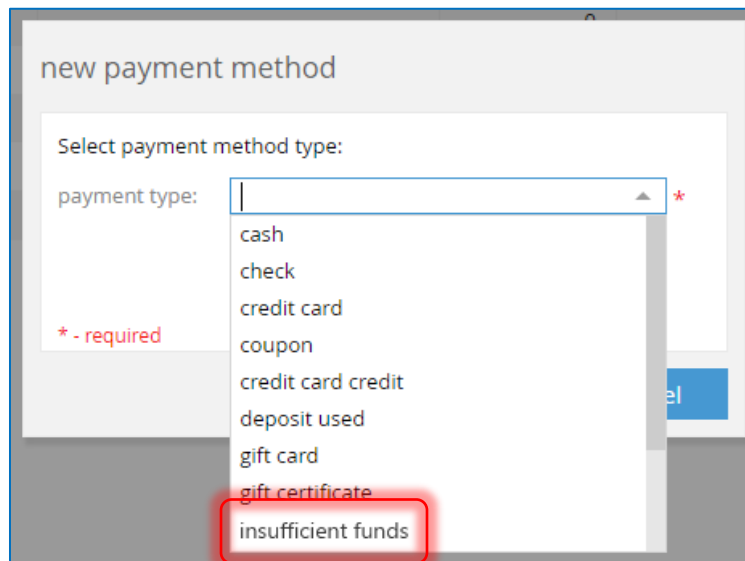 new payment method
Select payment method type:
payment type: *
cash
check
credit card
coupon
credit card credit
deposit used
gift card
gift certificate
insufficient funds
* - required
el